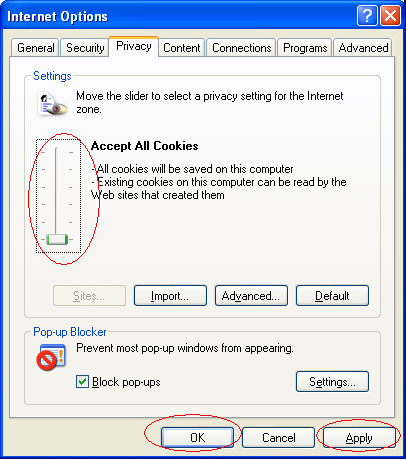 Internet Options
General Security Privacy Content Connections Programs Advanced
Settings
Move the slider to select a privacy setting for the Internet
zone.
Accept All Cookies
- All cookies will be saved on this computer
- Existing cookies on this computer can be read by the
Web sites that created them
Sites... Import... Advanced... Default
Pop-up Blocker
Prevent most pop-up windows from appearing.
Block pop-ups Settings...
OK Cancel Apply